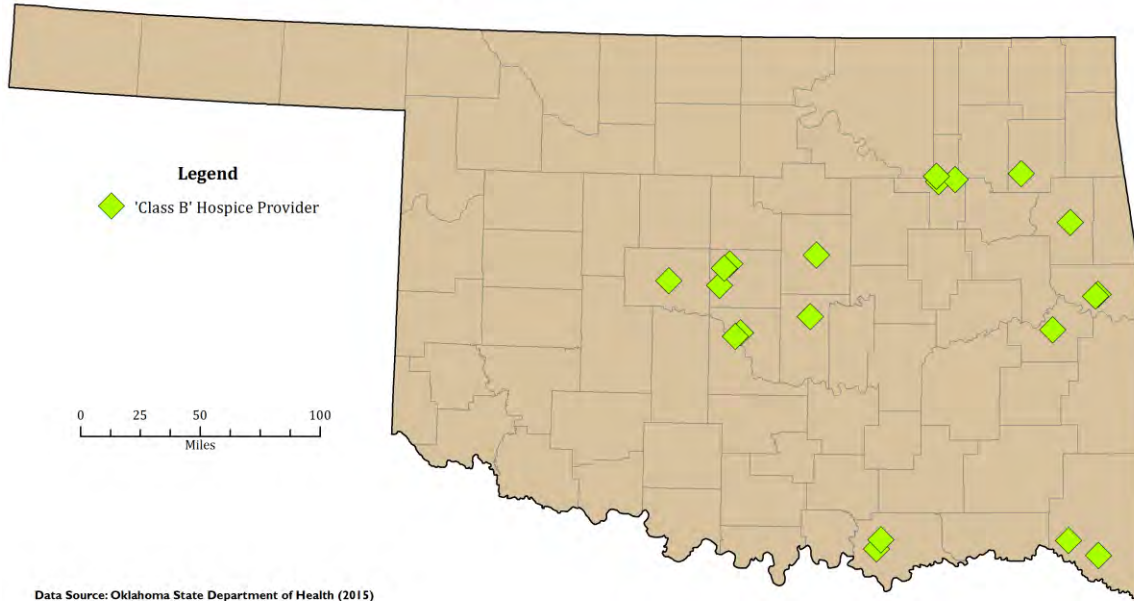 Legend
'Class B' Hospice Provider
0 25 50 100
Miles
Data Source: Oklahoma State Department of Health (2015)